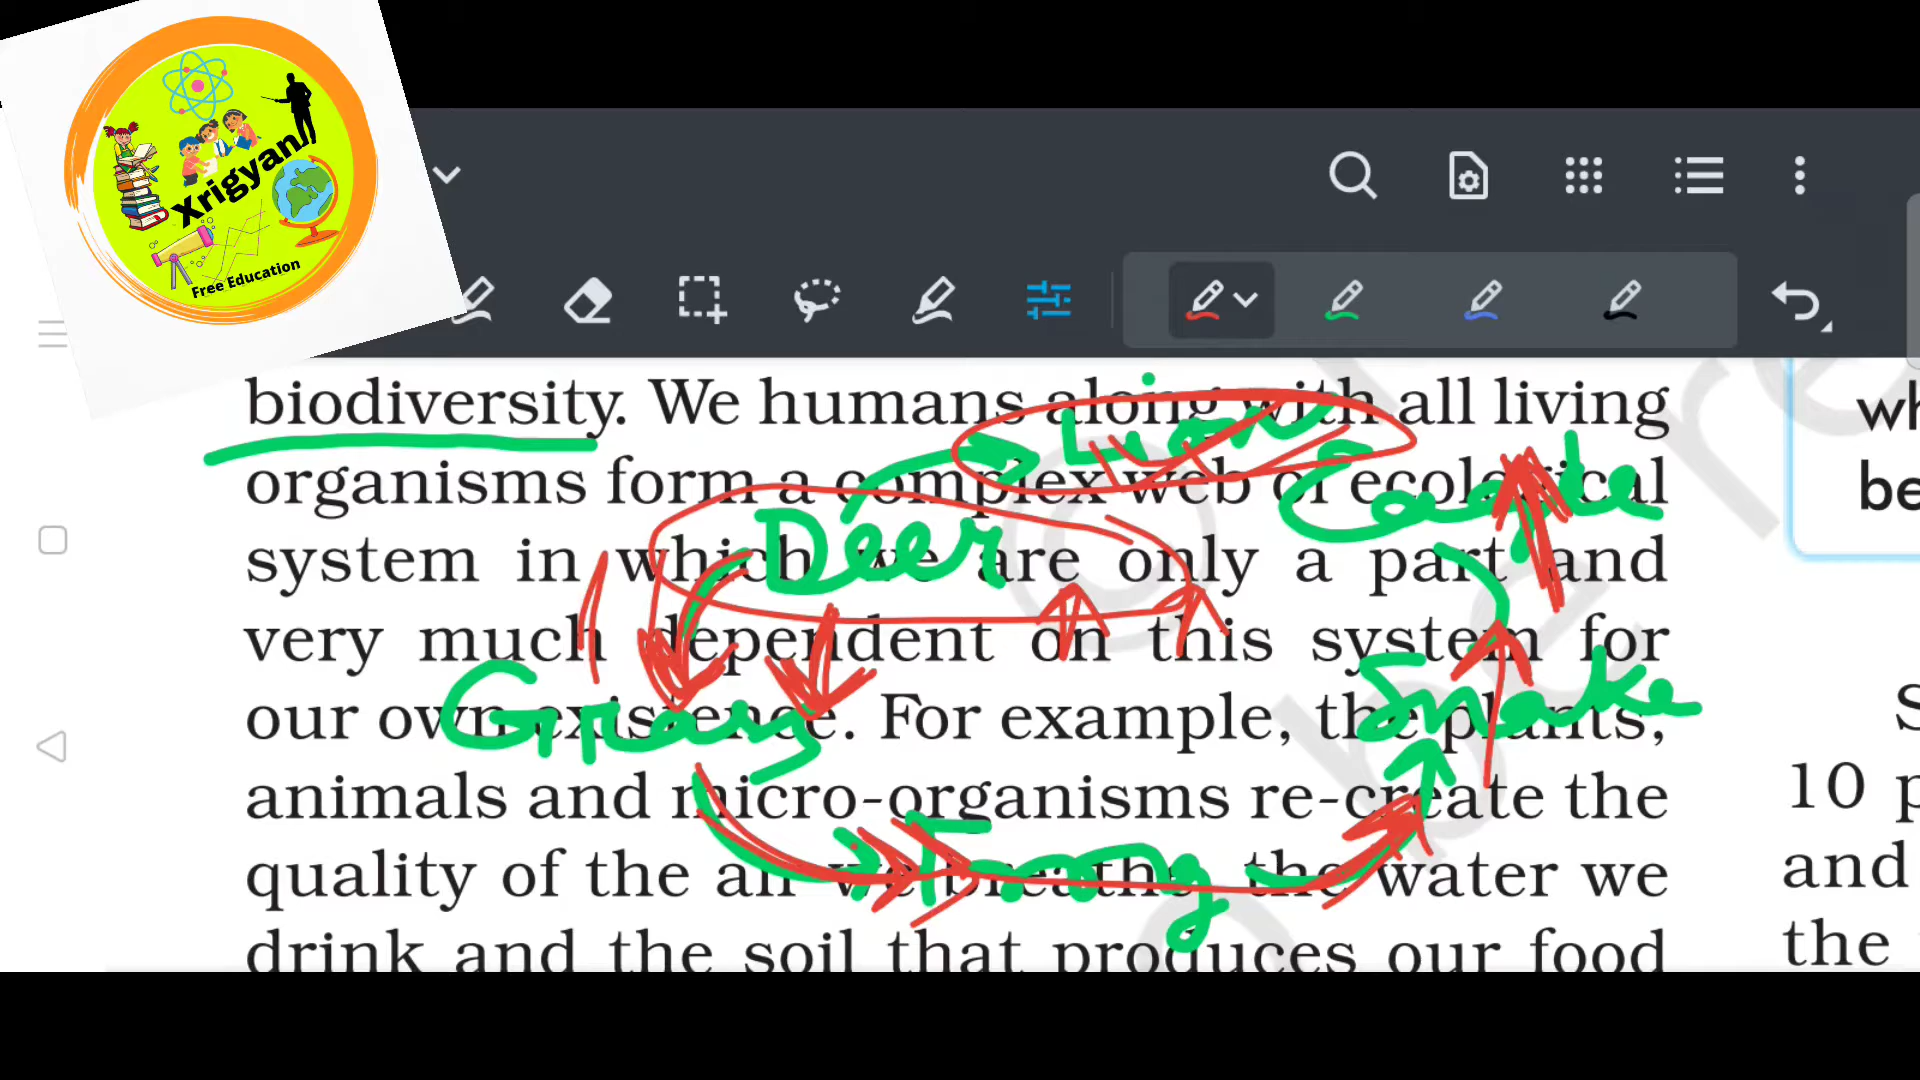 Xrigyan
Free Education
biodiversity. We humans along with all living
organisms form a complex web of ecological
system in which we are only a part and
very much dependent on this system for
our own existence. For example, the plants,
animals and micro-organisms re-create the
quality of the air we breathe, the water we
drink and the soil that produces our food
Lion
Deer
Grass
Frog
Snake
wh
be
S
10 p
and
the